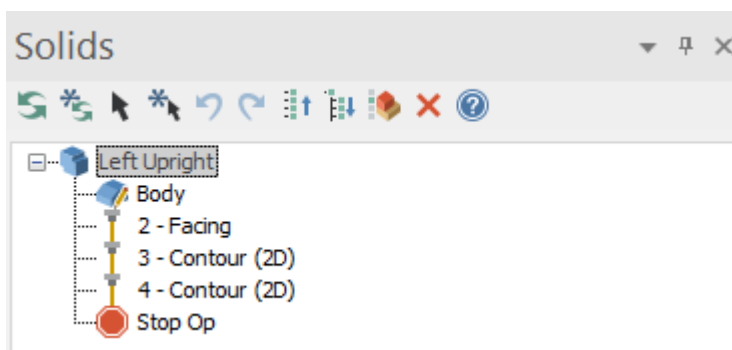 Solids
Left Upright
Body
2 - Facing
3 - Contour (2D)
4 - Contour (2D)
Stop Op